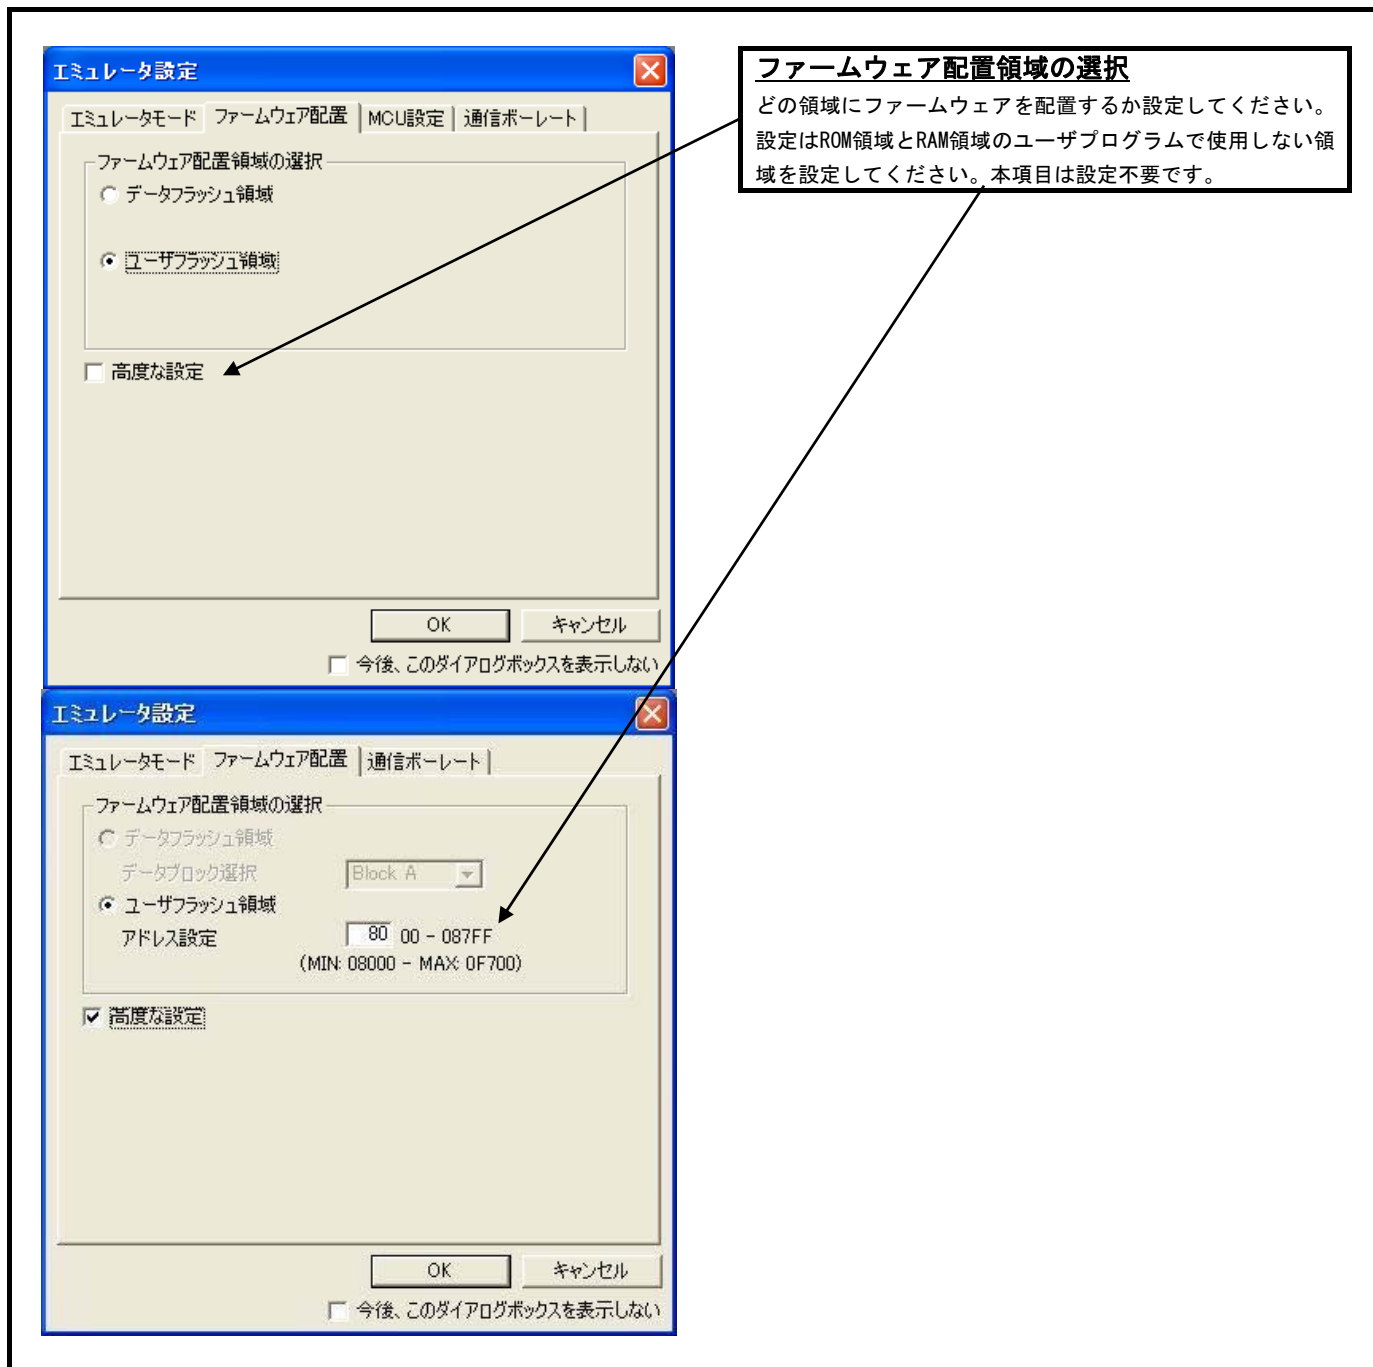 エミュレータ設定
エミュレータモード ファームウェア配置 MCU設定 通信ボーレート
ファームウェア配置領域の選択
データフラッシュ領域
ユーザフラッシュ領域
高度な設定
OK キャンセル
今後、このダイアログボックスを表示しない
ファームウェア配置領域の選択
どの領域にファームウェアを配置するか設定してください。
設定はROM領域とRAM領域のユーザプログラムで使用しない領
域を設定してください。本項目は設定不要です。
エミュレータ設定
エミュレータモード ファームウェア配置 通信ボーレート
ファームウェア配置領域の選択
データフラッシュ領域
データブロック選択 Block A
ユーザフラッシュ領域
アドレス設定 80 00 - 087FF
(MIN: 08000 - MAX: 0F700)
高度な設定
OK キャンセル
今後、このダイアログボックスを表示しない